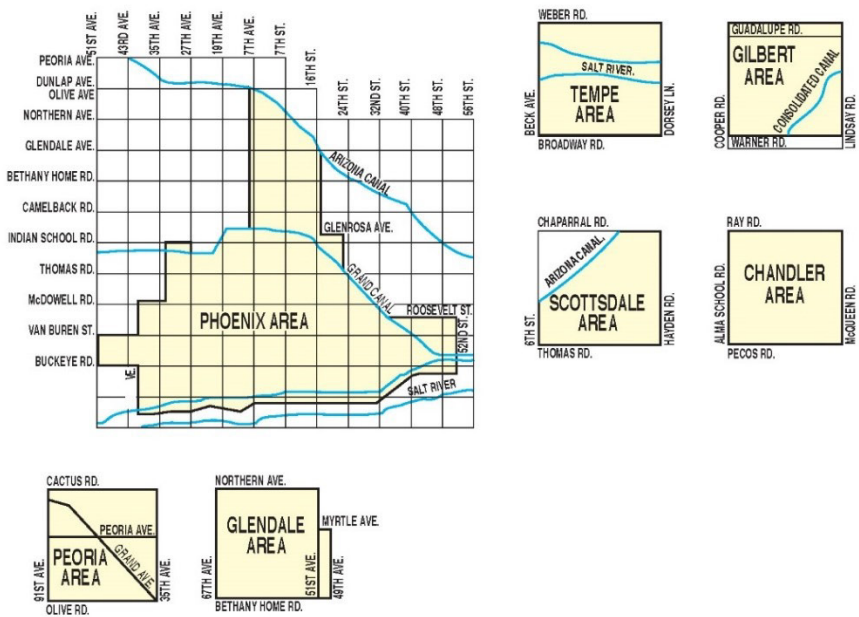 51ST AVE.
43RD AVE.
35TH AVE.
27TH AVE.
19TH AVE.
7TH AVE.
7TH ST.
16TH ST.
24TH ST.
32ND ST.
40TH ST.
48TH ST.
56TH ST.
PEORIA AVE.
DUNLAP AVE.
OLIVE AVE
NORTHERN AVE.
GLENDALE AVE.
BETHANY HOME RD.
CAMELBACK RD.
INDIAN SCHOOL RD.
THOMAS RD.
McDOWELL RD.
VAN BUREN ST.
BUCKEYE RD.
ARIZONA CANAL
GLENROSA AVE.
GRAND CANAL
ROOSEVELT ST.
52ND ST.
PHOENIX AREA
VE.
SALT RIVER
WEBER RD.
SALT RIVER.
TEMPE
AREA
BECK AVE.
DORSEY LN.
BROADWAY RD.
GUADALUPE RD.
GILBERT
AREA
CONSOLIDATED CANAL
COOPER RD.
LINDSAY RD.
WARNER RD.
CHAPARRAL RD.
ARIZONA CANAL.
SCOTTSDALE
AREA
6TH ST.
HAYDEN RD.
THOMAS RD.
RAY RD.
CHANDLER
AREA
ALMA SCHOOL RD.
McQUEEN RD.
PECOS RD.
CACTUS RD.
PEORIA AVE.
GRAND AVE.
PEORIA
AREA
91ST AVE.
35TH AVE.
OLIVE RD.
NORTHERN AVE.
MYRTLE AVE.
GLENDALE
AREA
67TH AVE.
51ST AVE.
49TH AVE.
BETHANY HOME RD.